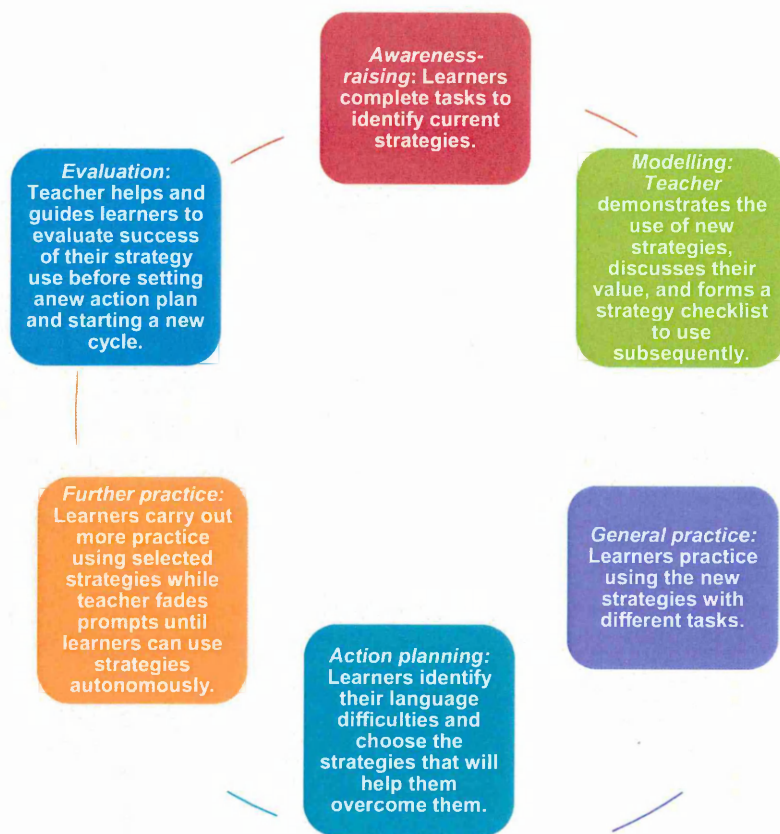 Awareness-
raising: Learners
complete tasks to
identify current
strategies.
Modelling:
Teacher
demonstrates the
use of new
strategies,
discusses their
value, and forms a
strategy checklist
to use
subsequently.
General practice:
Learners practice
using the new
strategies with
different tasks.
Action planning:
Learners identify
their language
difficulties and
choose the
strategies that will
help them
overcome them.
Further practice:
Learners carry out
more practice
using selected
strategies while
teacher fades
prompts until
learners can use
strategies
autonomously.
Evaluation:
Teacher helps and
guides learners to
evaluate success
of their strategy
use before setting
anew action plan
and starting a new
cycle.